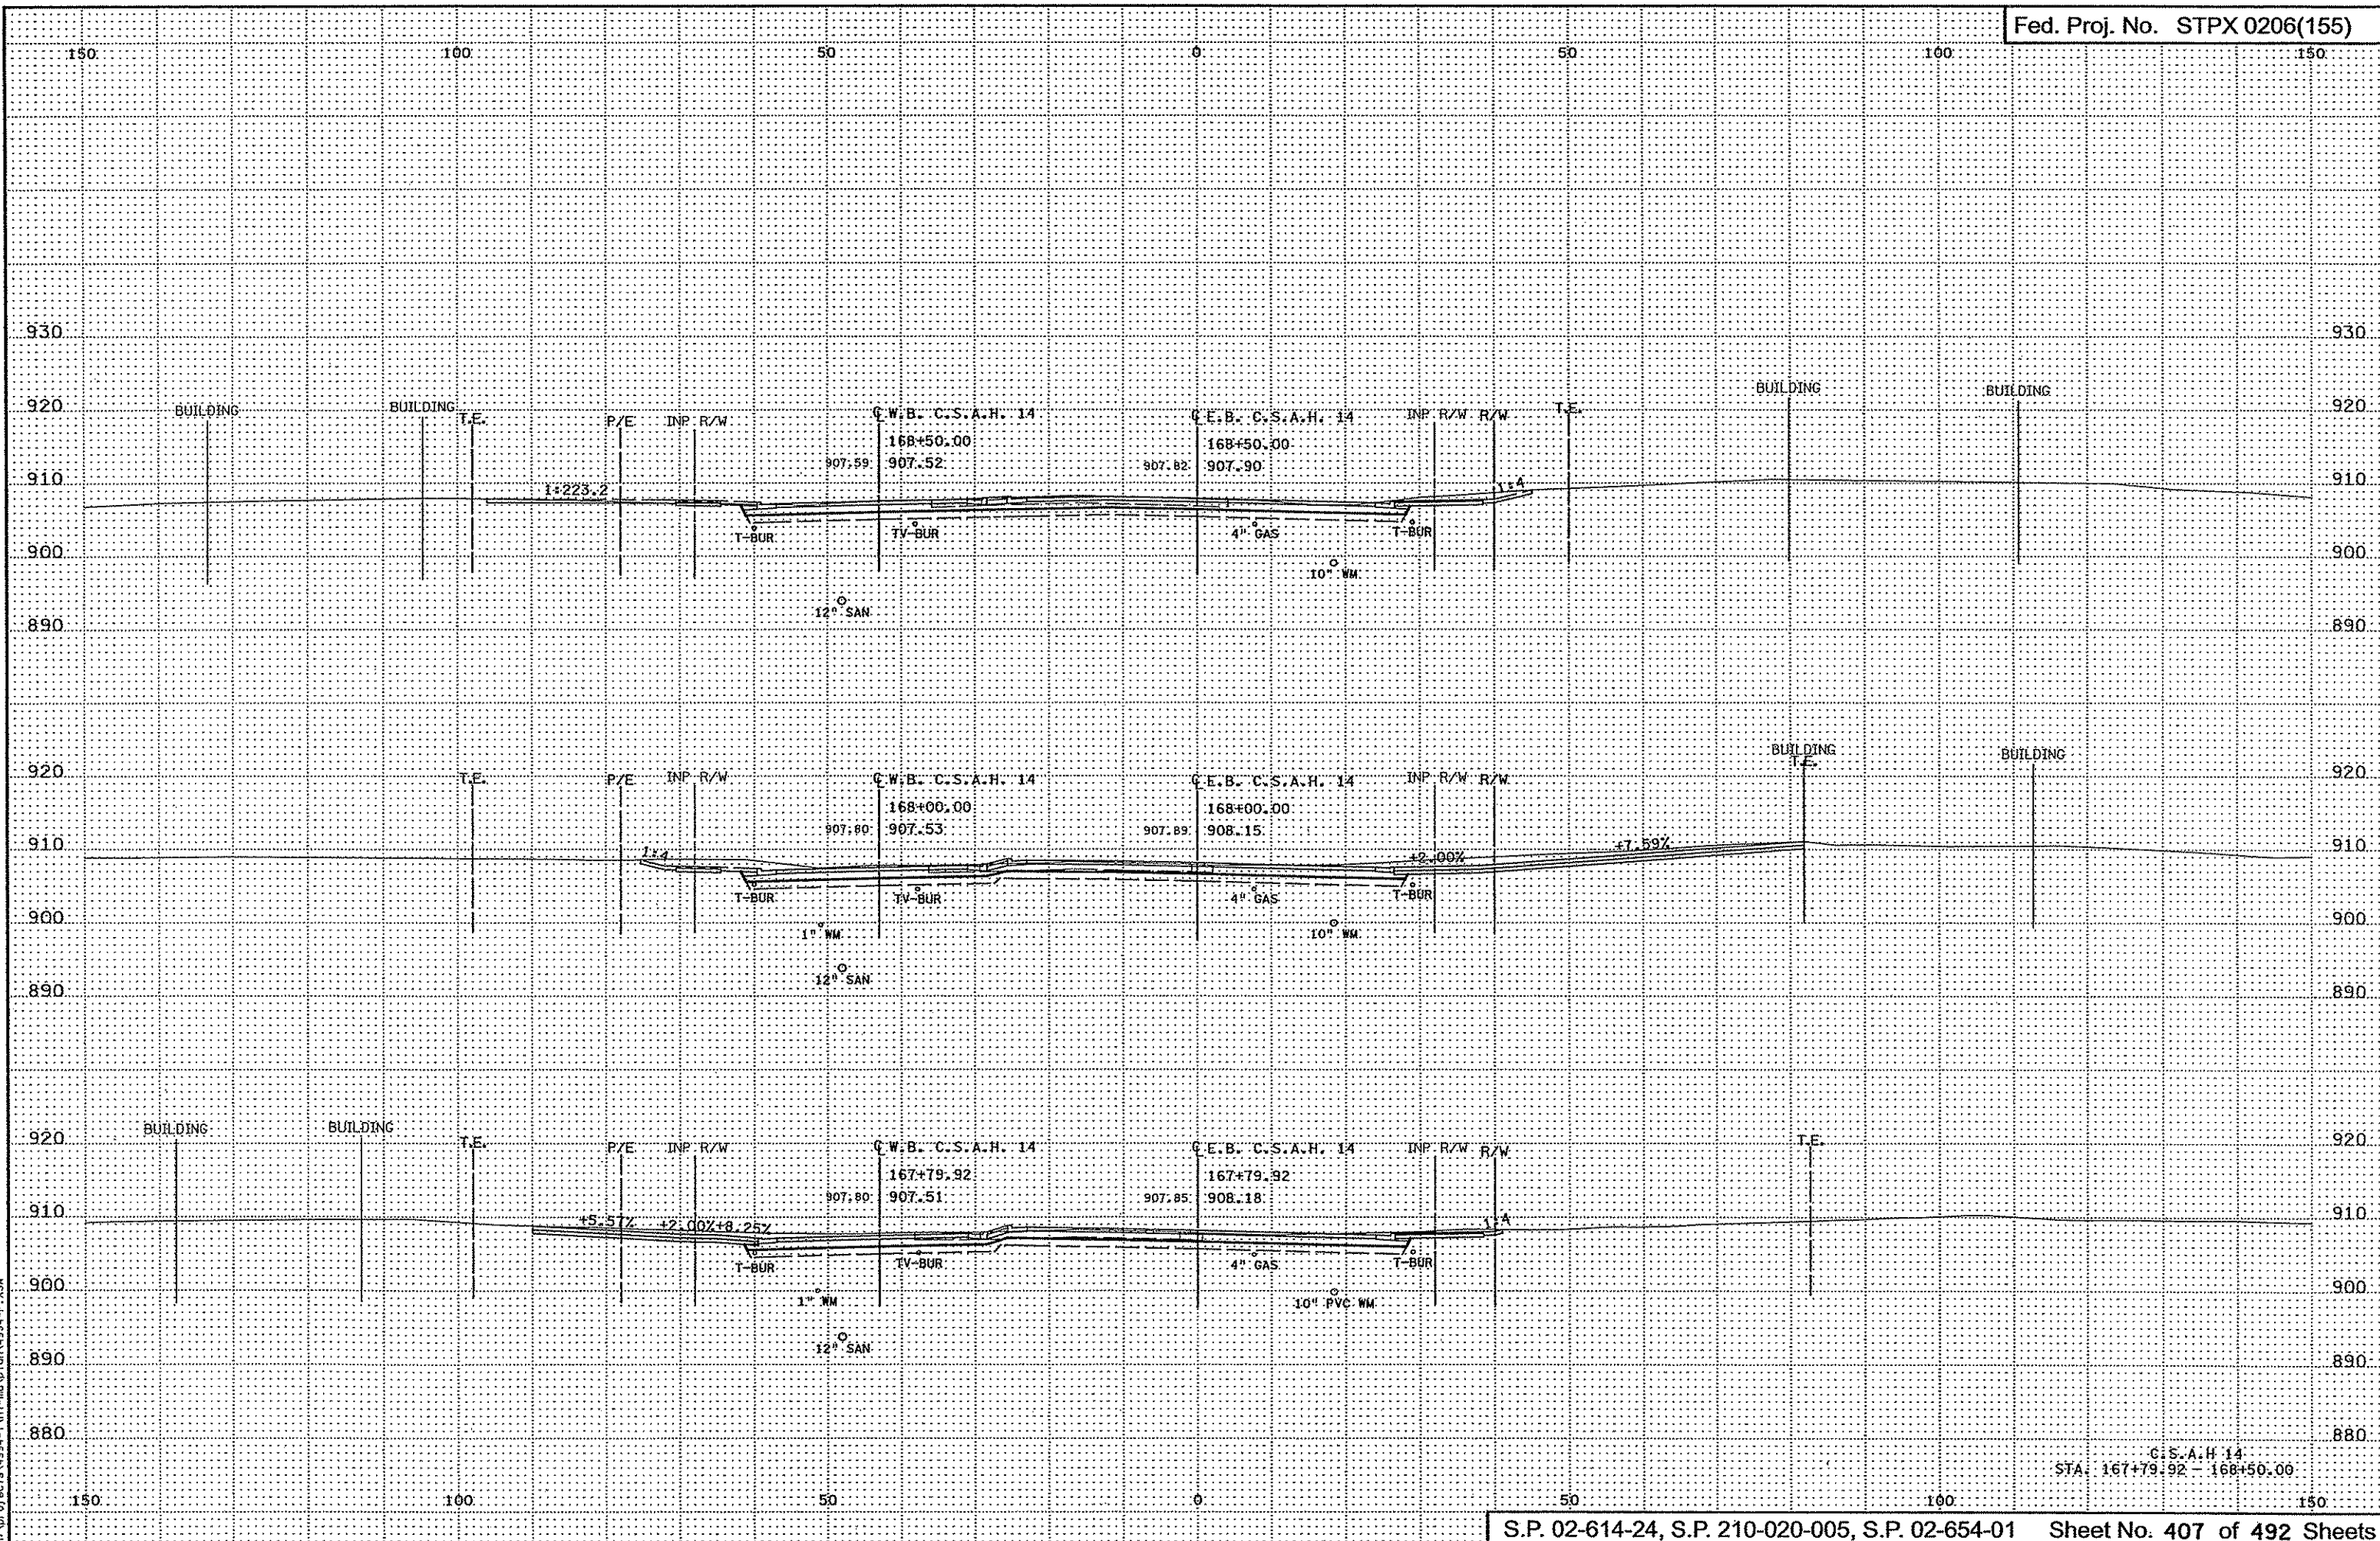 Fed. Proj. No. STPX 0206(155)
150 100 50 0 50 100 150
930 930
BUILDING BUILDING T.E. P/E INP R/W ℄ W.B. C.S.A.H. 14 ℄ E.B. C.S.A.H. 14 INP R/W R/W T.E. BUILDING BUILDING
920 920
168+50.00 168+50.00
907.59 907.52 907.82 907.90
910 1:223.2 1:4 910
T-BUR TV-BUR 4" GAS T-BUR
900 900
10" WM
12" SAN
890 890
BUILDING BUILDING
920 T.E. P/E INP R/W ℄ W.B. C.S.A.H. 14 ℄ E.B. C.S.A.H. 14 INP R/W R/W T.E. 920
168+00.00 168+00.00
907.80 907.53 907.89 908.15
910 1:4 +2.00% +7.59% 910
T-BUR TV-BUR 4" GAS T-BUR
900 900
1" WM 10" WM
12" SAN
890 890
BUILDING BUILDING
920 T.E. P/E INP R/W ℄ W.B. C.S.A.H. 14 ℄ E.B. C.S.A.H. 14 INP R/W R/W T.E. 920
167+79.92 167+79.92
907.80 907.51 907.85 908.18
910 +5.57% +2.00% +8.25% 1:4 910
T-BUR TV-BUR 4" GAS T-BUR
900 900
1" WM 10" PVC WM
12" SAN
890 890
880 880
C.S.A.H 14
STA. 167+79.92 - 168+50.00
150 100 50 0 50 100 150
S.P. 02-614-24, S.P. 210-020-005, S.P. 02-654-01 Sheet No. 407 of 492 Sheets